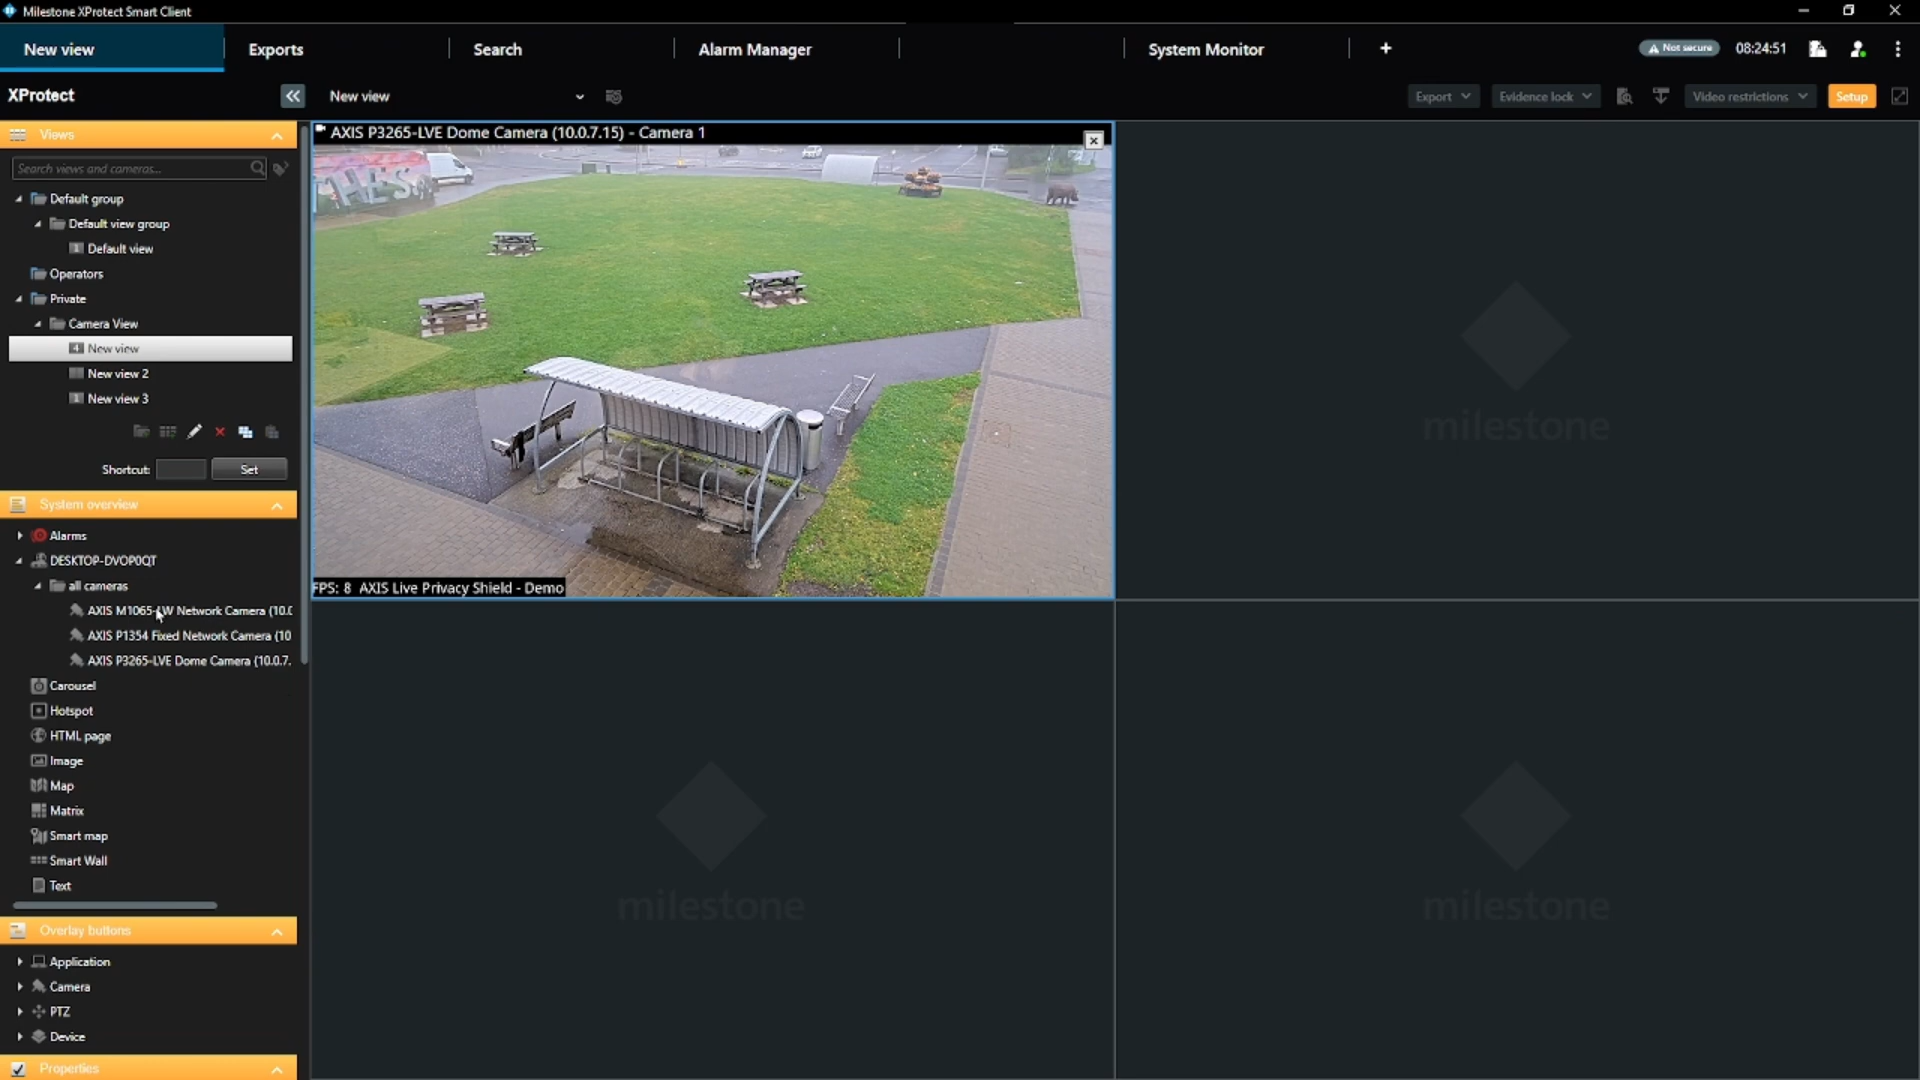 Milestone XProtect Smart Client
New view
Exports
Search
Alarm Manager
System Monitor
+
Not secure
08:24:51
XProtect
New view
Export
Evidence lock
Video restrictions
Setup
Views
Search views and cameras...
Default group
Default view group
1 Default view
Operators
Private
Camera View
4 New view
New view 2
1 New view 3
Shortcut:
Set
System overview
Alarms
DESKTOP-DVOP0QT
all cameras
AXIS M1065-LW Network Camera (10.0
AXIS P1354 Fixed Network Camera (10
AXIS P3265-LVE Dome Camera (10.0.7.
Carousel
Hotspot
HTML page
Image
Map
Matrix
Smart map
Smart Wall
Text
Overlay buttons
Application
Camera
PTZ
Device
Properties
AXIS P3265-LVE Dome Camera (10.0.7.15) - Camera 1
FPS: 8 AXIS Live Privacy Shield - Demo
milestone
milestone
milestone